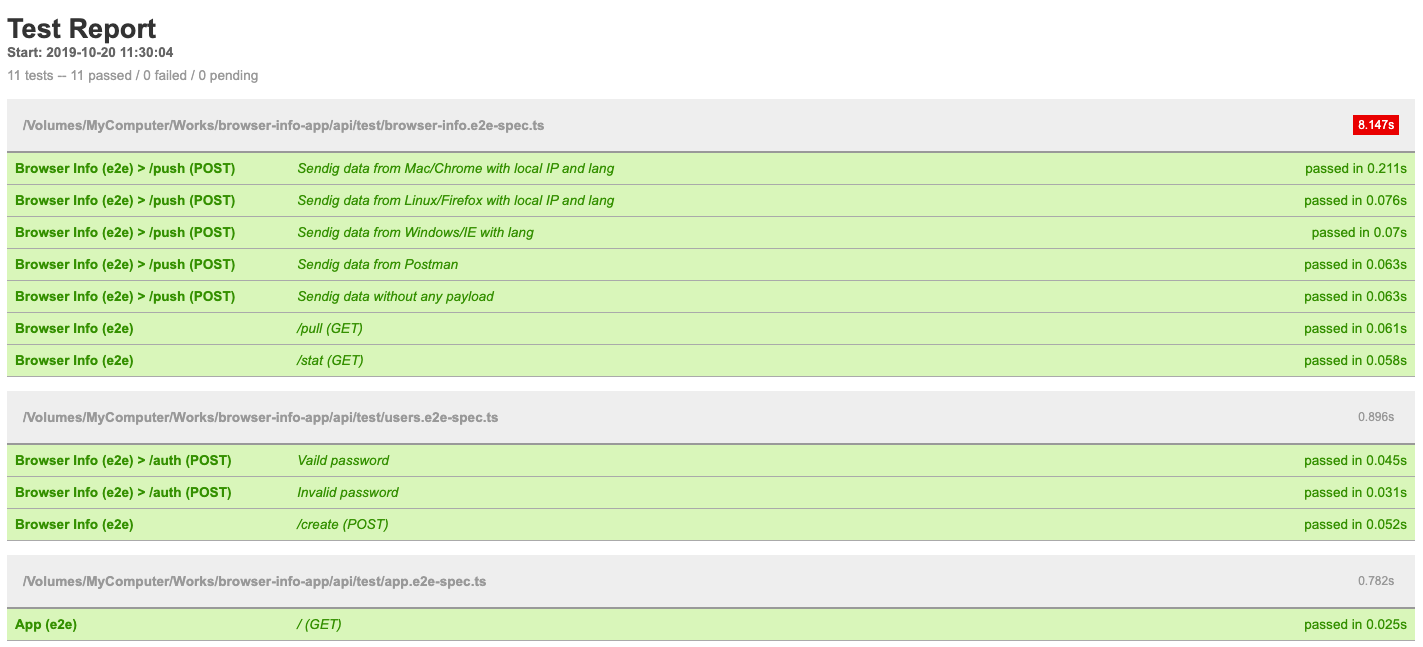 Test Report
Start: 2019-10-20 11:30:04
11 tests -- 11 passed / 0 failed / 0 pending
/Volumes/MyComputer/Works/browser-info-app/api/test/browser-info.e2e-spec.ts 8.147s
Browser Info (e2e) > /push (POST) Sendig data from Mac/Chrome with local IP and lang passed in 0.211s
Browser Info (e2e) > /push (POST) Sendig data from Linux/Firefox with local IP and lang passed in 0.076s
Browser Info (e2e) > /push (POST) Sendig data from Windows/IE with lang passed in 0.07s
Browser Info (e2e) > /push (POST) Sendig data from Postman passed in 0.063s
Browser Info (e2e) > /push (POST) Sendig data without any payload passed in 0.063s
Browser Info (e2e) /pull (GET) passed in 0.061s
Browser Info (e2e) /stat (GET) passed in 0.058s
/Volumes/MyComputer/Works/browser-info-app/api/test/users.e2e-spec.ts 0.896s
Browser Info (e2e) > /auth (POST) Vaild password passed in 0.045s
Browser Info (e2e) > /auth (POST) Invalid password passed in 0.031s
Browser Info (e2e) /create (POST) passed in 0.052s
/Volumes/MyComputer/Works/browser-info-app/api/test/app.e2e-spec.ts 0.782s
App (e2e) / (GET) passed in 0.025s